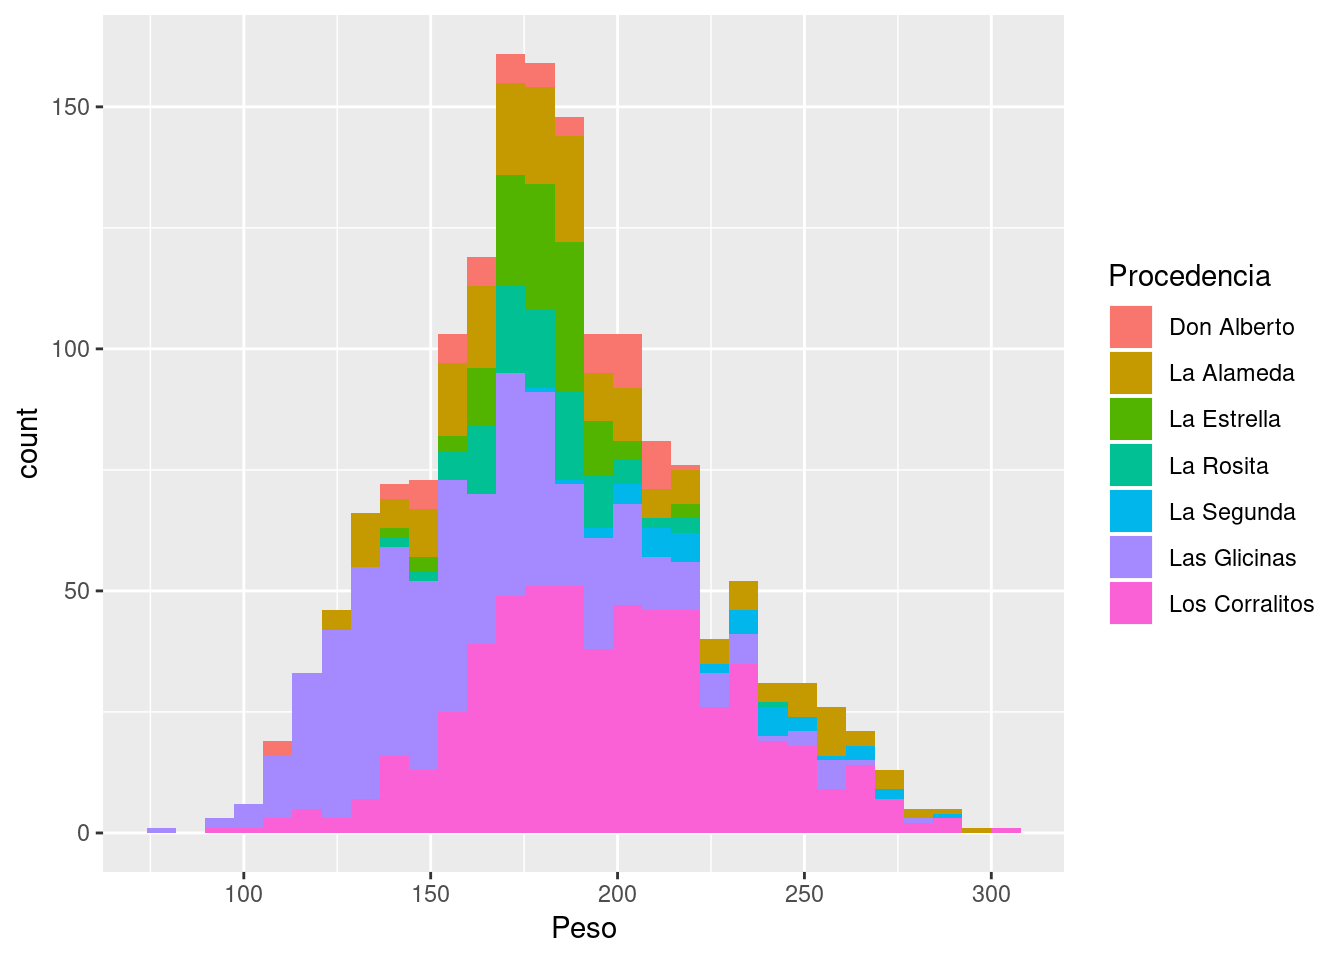 150
100
50
0
count
100 150 200 250 300
Peso
Procedencia
Don Alberto
La Alameda
La Estrella
La Rosita
La Segunda
Las Glicinas
Los Corralitos